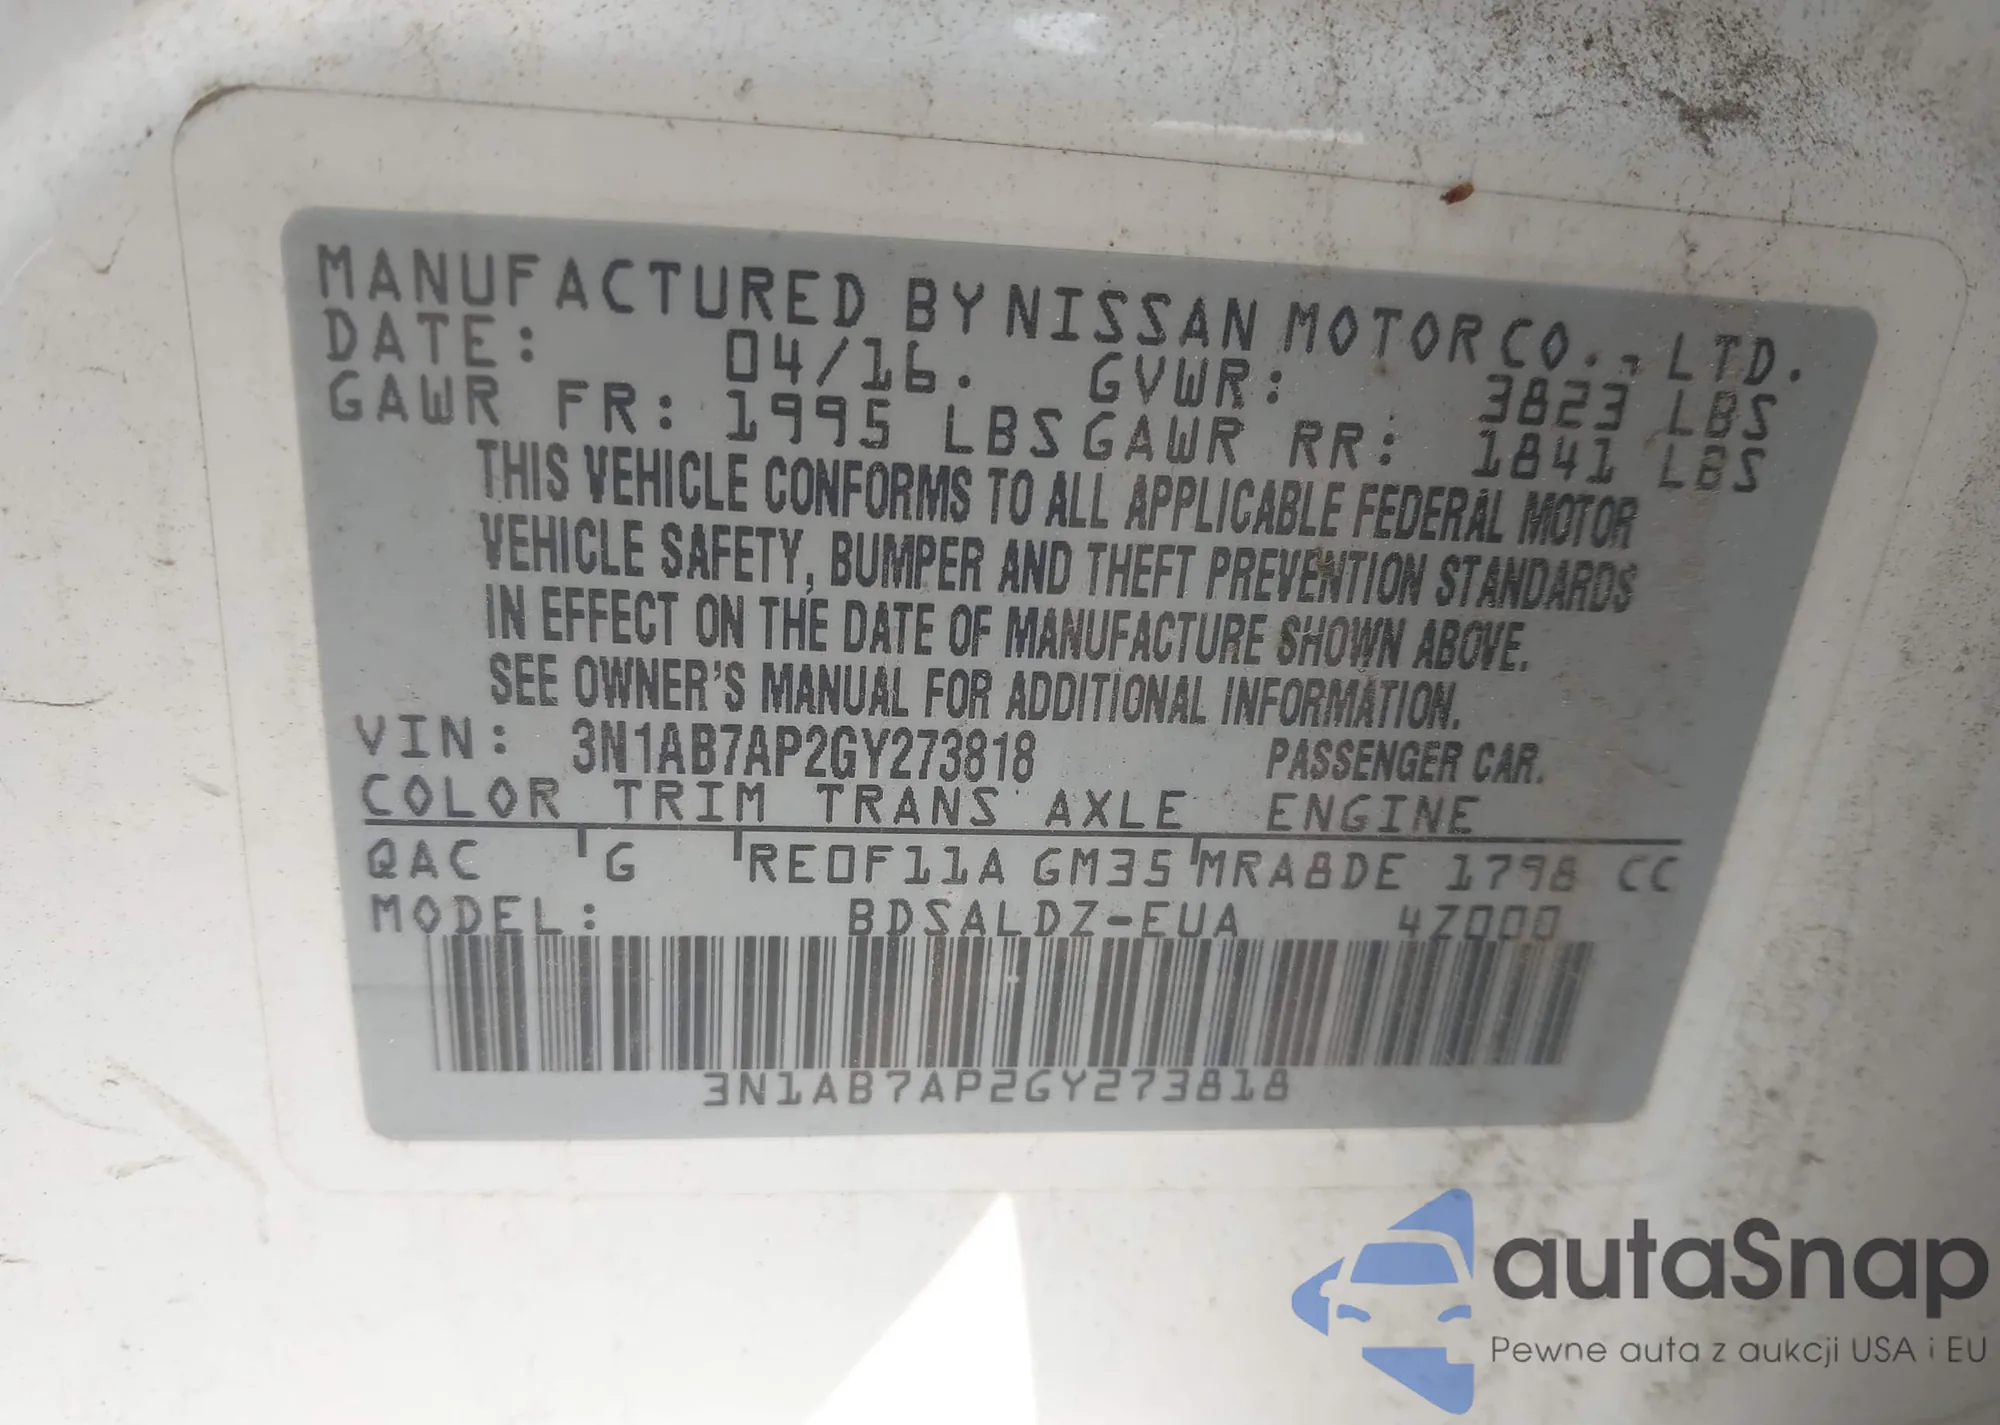 MANUFACTURED BY NISSAN MOTOR CO., LTD.
DATE: 04/16. GVWR: 3823 LBS
GAWR FR: 1995 LBS GAWR RR: 1841 LBS
THIS VEHICLE CONFORMS TO ALL APPLICABLE FEDERAL MOTOR
VEHICLE SAFETY, BUMPER AND THEFT PREVENTION STANDARDS
IN EFFECT ON THE DATE OF MANUFACTURE SHOWN ABOVE.
SEE OWNER'S MANUAL FOR ADDITIONAL INFORMATION.
VIN: 3N1AB7AP2GY273818 PASSENGER CAR.
COLOR TRIM TRANS AXLE ENGINE
QAC G RE0F11A GM35 MRA8DE 1798 CC
MODEL: BDSALDZ-EUA 4Z000
3N1AB7AP2GY273818
autaSnap
Pewne auta z aukcji USA i EU